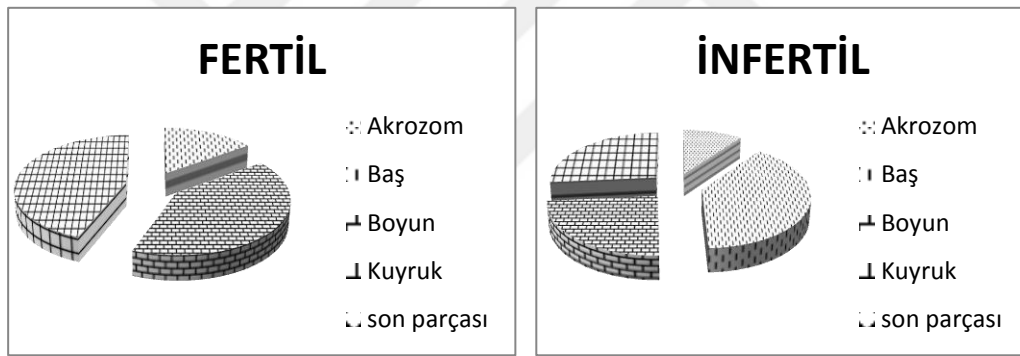 FERTİL
Akrozom
Baş
Boyun
Kuyruk
son parçası
İNFERTİL
Akrozom
Baş
Boyun
Kuyruk
son parçası